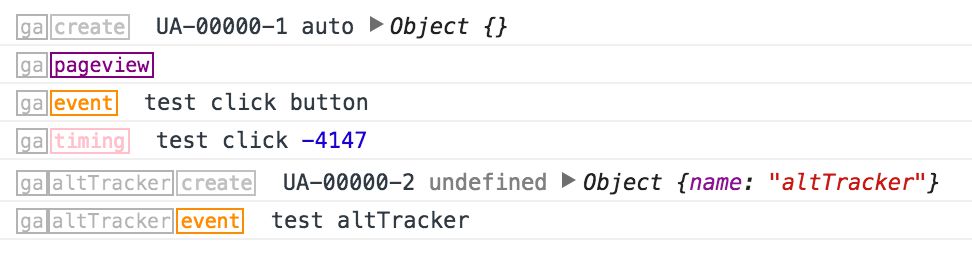 ga create UA-00000-1 auto ▶Object {}
ga pageview
ga event test click button
ga timing test click -4147
ga altTracker create UA-00000-2 undefined ▶Object {name: "altTracker"}
ga altTracker event test altTracker